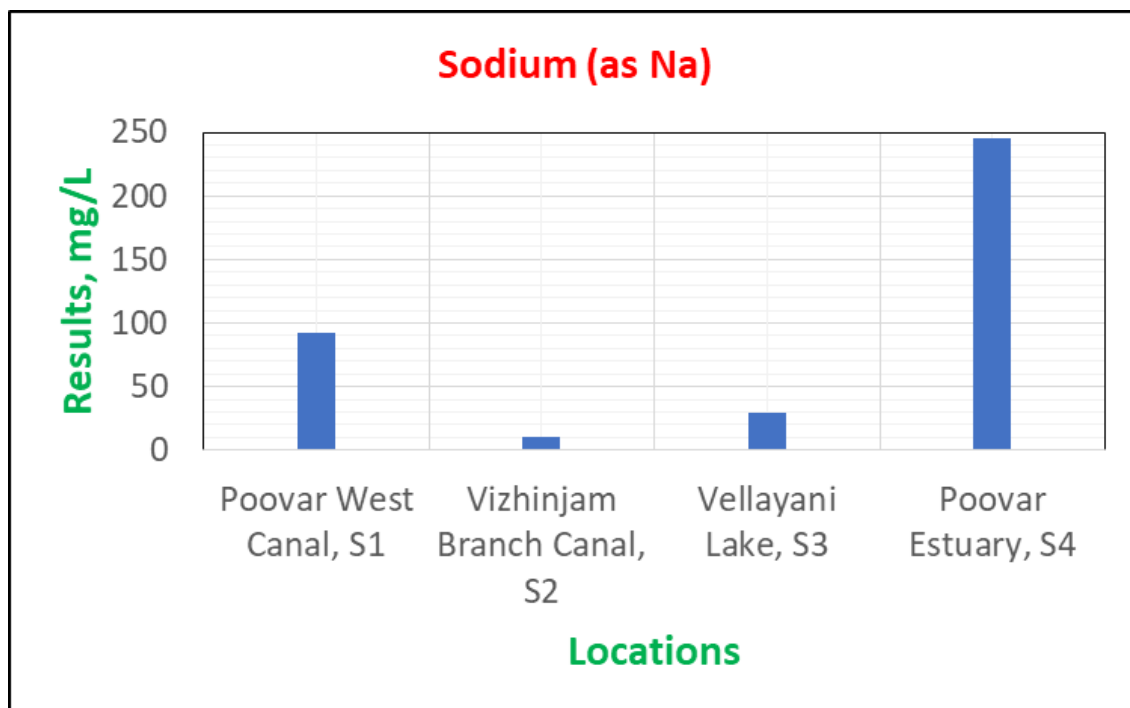 Sodium (as Na)
Results, mg/L
250
200
150
100
50
0
Poovar West
Canal, S1
Vizhinjam
Branch Canal,
S2
Vellayani
Lake, S3
Poovar
Estuary, S4
Locations